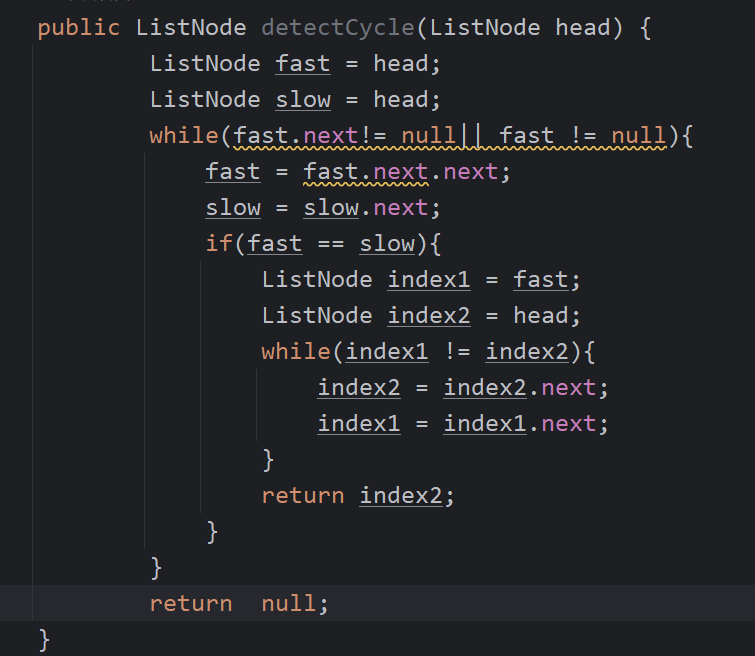 public ListNode detectCycle(ListNode head) {
ListNode fast = head;
ListNode slow = head;
while(fast.next!= null|| fast != null){
fast = fast.next.next;
slow = slow.next;
if(fast == slow){
ListNode index1 = fast;
ListNode index2 = head;
while(index1 != index2){
index2 = index2.next;
index1 = index1.next;
}
return index2;
}
}
return  null;
}